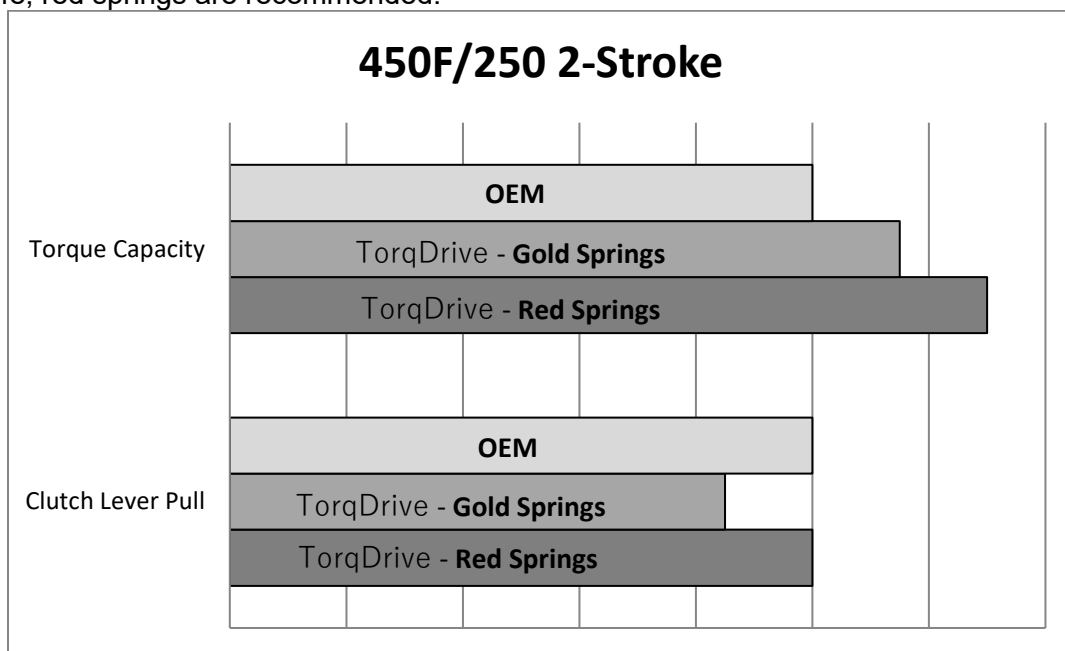 red springs are recommended.
450F/250 2-Stroke
Torque Capacity
OEM
TorqDrive - Gold Springs
TorqDrive - Red Springs
Clutch Lever Pull
OEM
TorqDrive - Gold Springs
TorqDrive - Red Springs